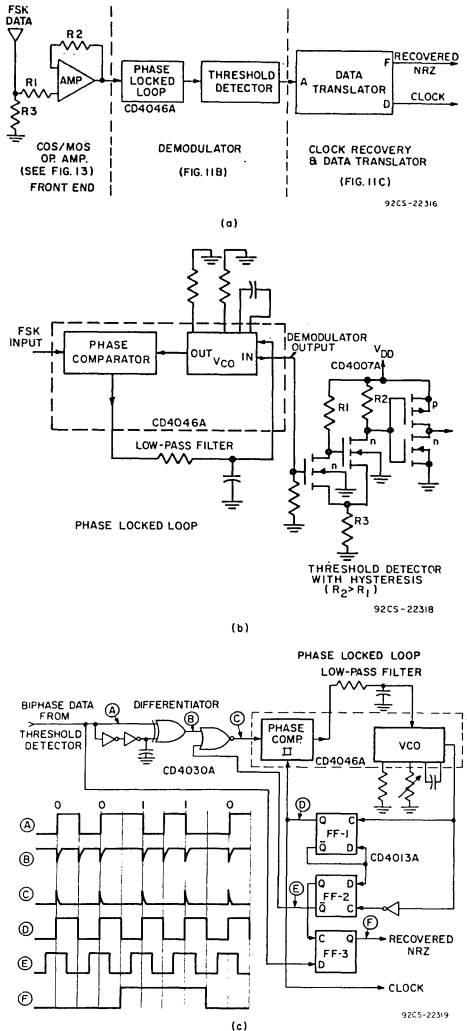 FSK
DATA
R2
R1
AMP
R3
PHASE
LOCKED
LOOP
CD4046A
THRESHOLD
DETECTOR
A
DATA
TRANSLATOR
F
D
RECOVERED
NRZ
CLOCK
COS/MOS
OP. AMP.
(SEE FIG. 13)
FRONT END
DEMODULATOR
(FIG. 11B)
CLOCK RECOVERY
& DATA TRANSLATOR
(FIG. 11C)
92CS-22316
(a)
FSK
INPUT
PHASE
COMPARATOR
OUT VCO IN
DEMODULATOR
OUTPUT
CD4007A
VDD
R1
R2
p
n
n
n
R3
CD4046A
LOW-PASS FILTER
PHASE LOCKED LOOP
THRESHOLD DETECTOR
WITH HYSTERESIS
(R2>R1)
92CS-22318
(b)
PHASE LOCKED LOOP
LOW-PASS FILTER
BIPHASE DATA
FROM
THRESHOLD
DETECTOR
A
DIFFERENTIATOR
B
C
CD4030A
PHASE
COMP.
II
CD4046A
VCO
D
Q C
FF-1
Q̅ D
CD4013A
E
Q D
FF-2
Q̅ C
C Q
FF-3
D
F
RECOVERED
NRZ
CLOCK
0 0 1 1 0
A
B
C
D
E
F
92CS-22319
(c)